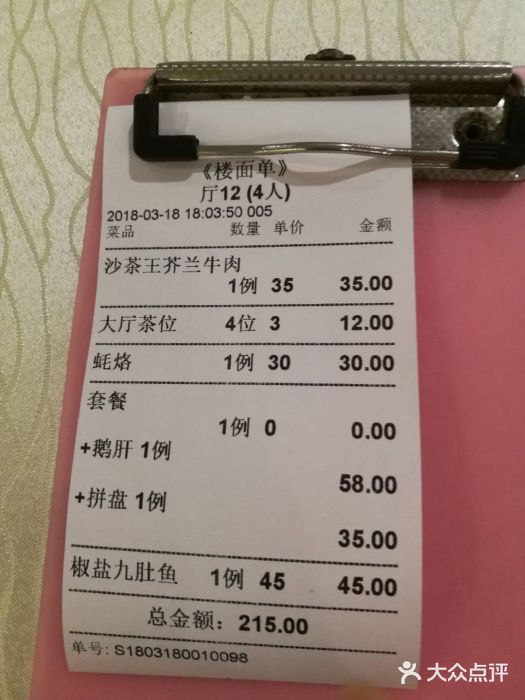 《楼面单》
厅12 (4人)
2018-03-18 18:03:50 005
菜品 数量 单价 金额
沙茶王芥兰牛肉
1例 35 35.00
大厅茶位 4位 3 12.00
蚝烙 1例 30 30.00
套餐
1例 0 0.00
+鹅肝 1例
58.00
+拼盘 1例
35.00
椒盐九肚鱼 1例 45 45.00
总金额: 215.00
单号: S1803180010098
大众点评